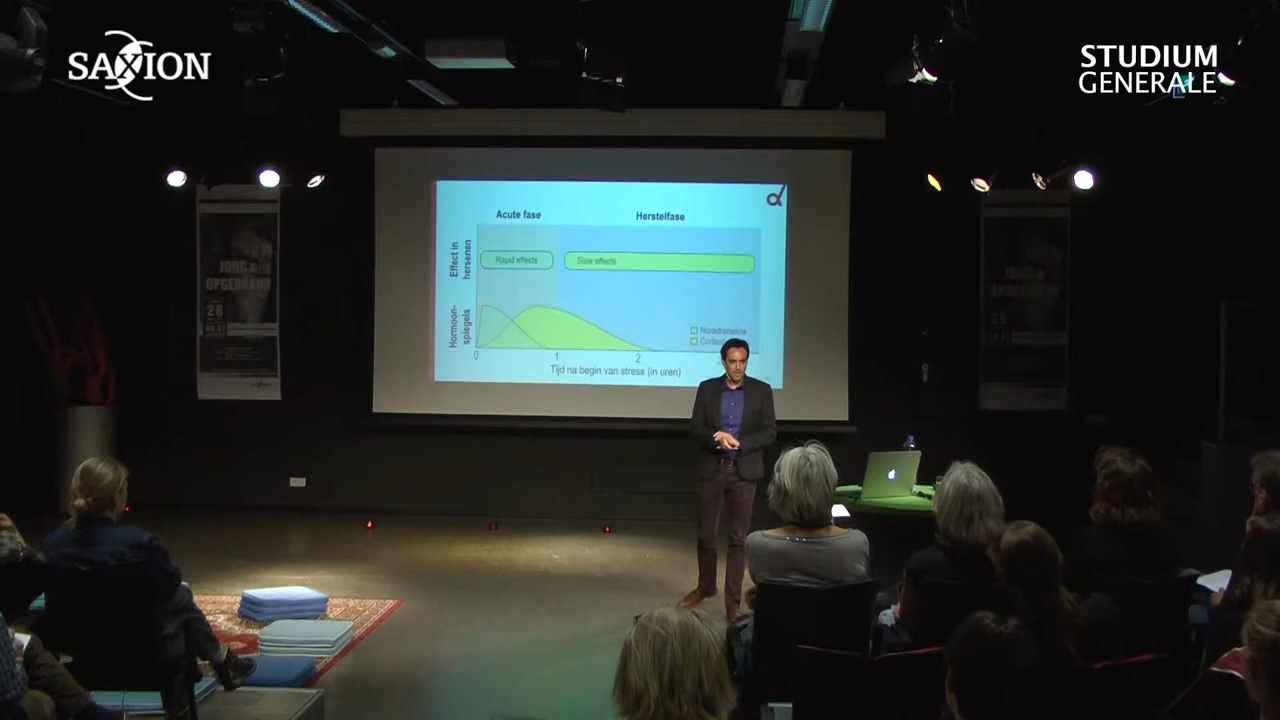 SAXION
STUDIUM
GENERALE
Acute fase
Herstelfase
Effect in
hersenen
Rapid effects
Slow effects
Hormoon-
spiegels
Noradrenaline
0
1
2
Tijd na begin van stress (in uren)
JONG &
OPGEBRAND
28